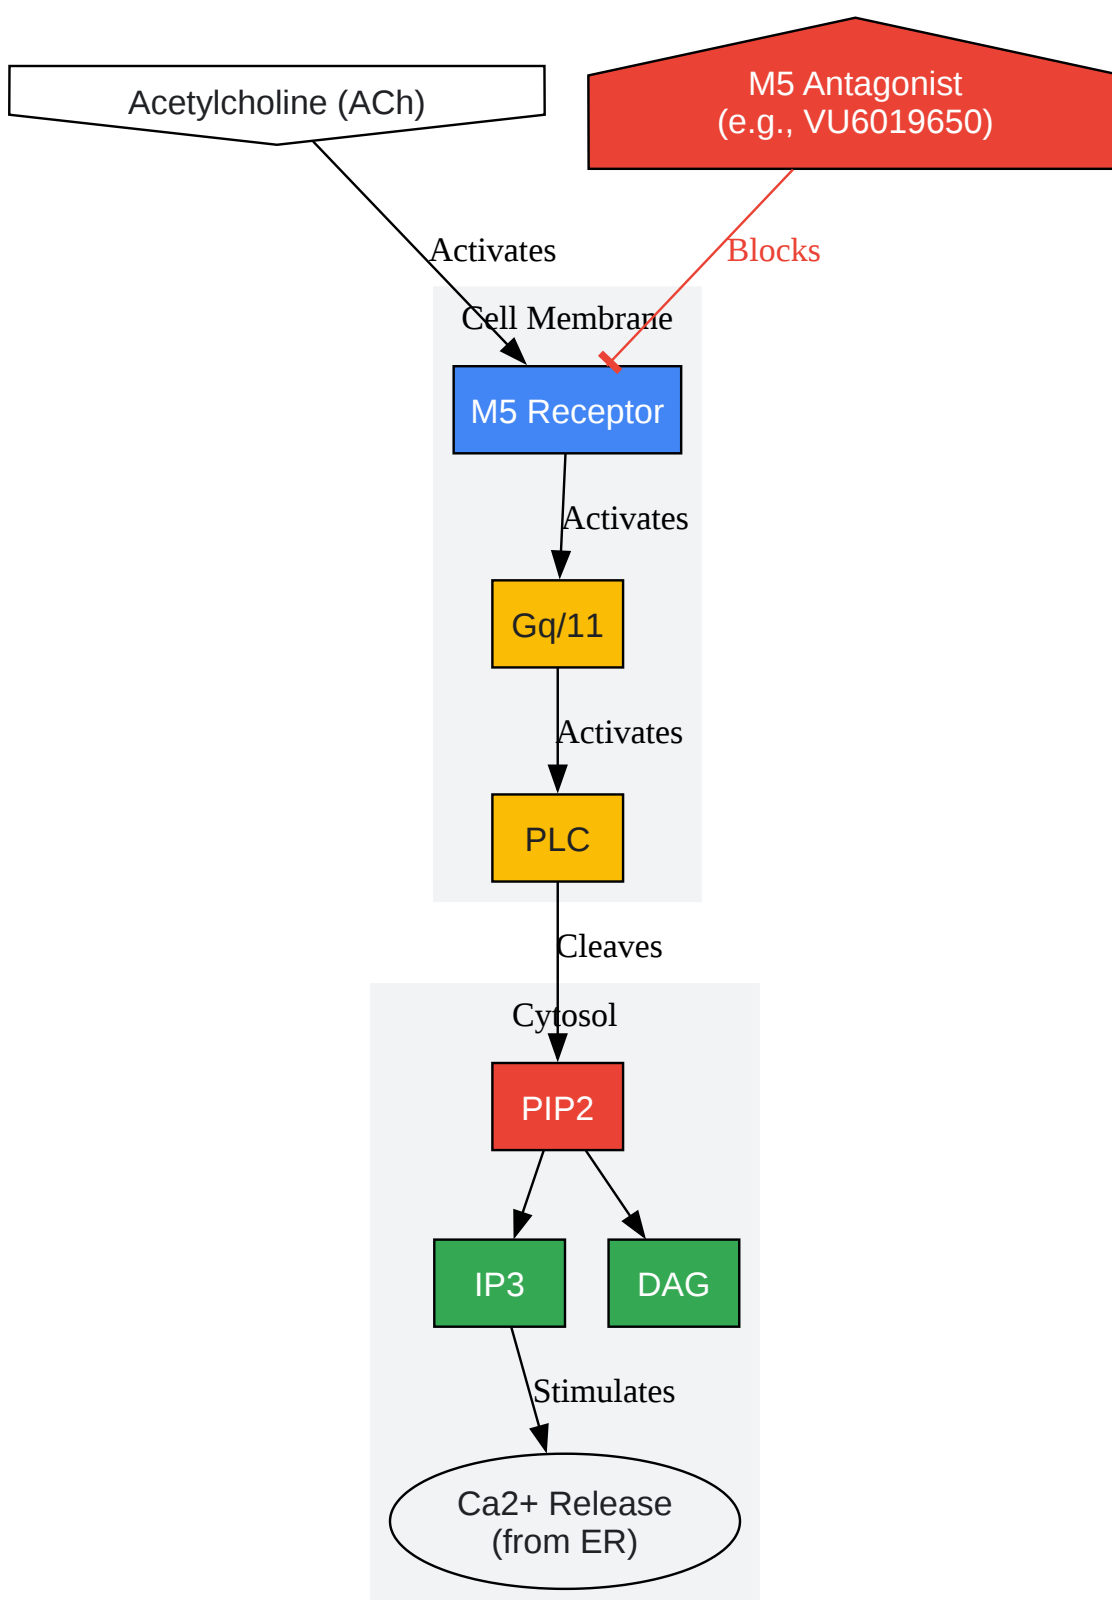 Acetylcholine (ACh)
M5 Antagonist
(e.g., VU6019650)
Activates
Blocks
Cell Membrane
M5 Receptor
Activates
Gq/11
Activates
PLC
Cleaves
Cytosol
PIP2
IP3
DAG
Stimulates
Ca2+ Release
(from ER)